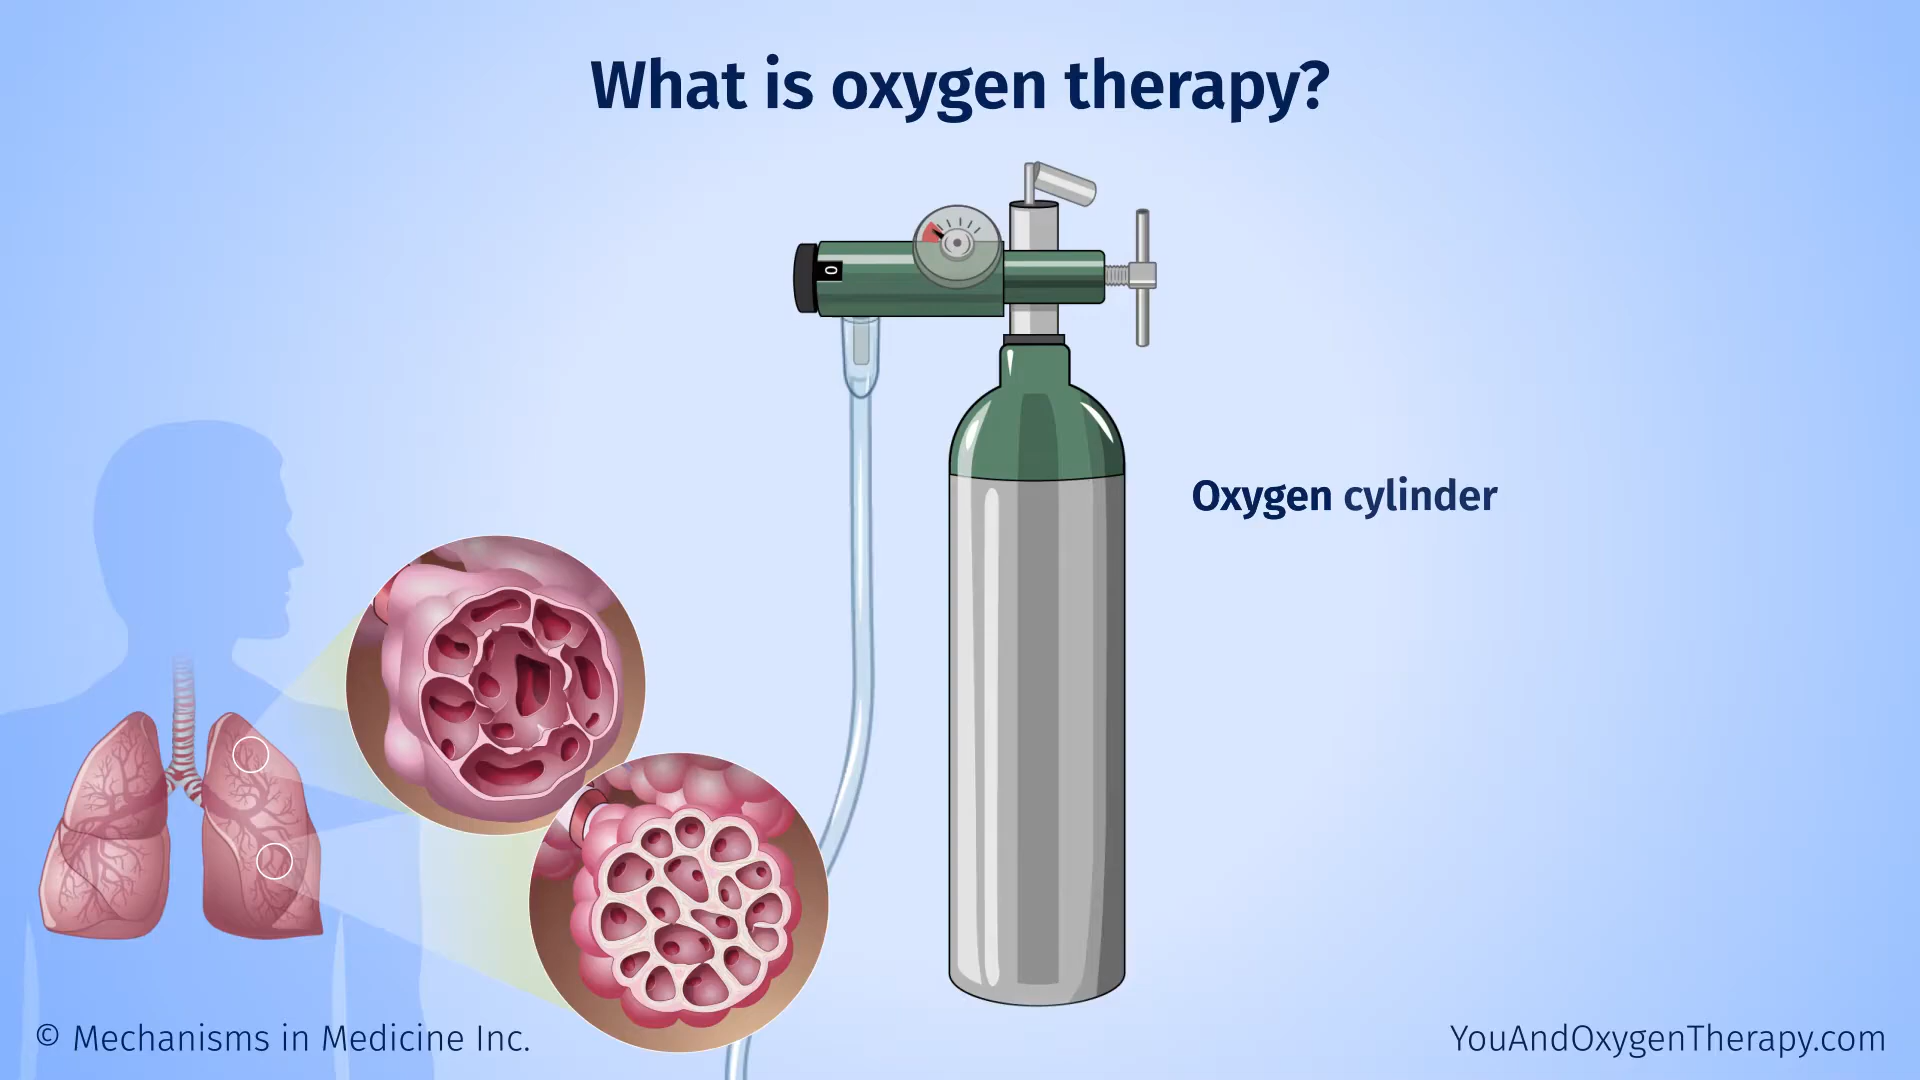 What is oxygen therapy?
0
Oxygen cylinder
© Mechanisms in Medicine Inc.
YouAndOxygenTherapy.com